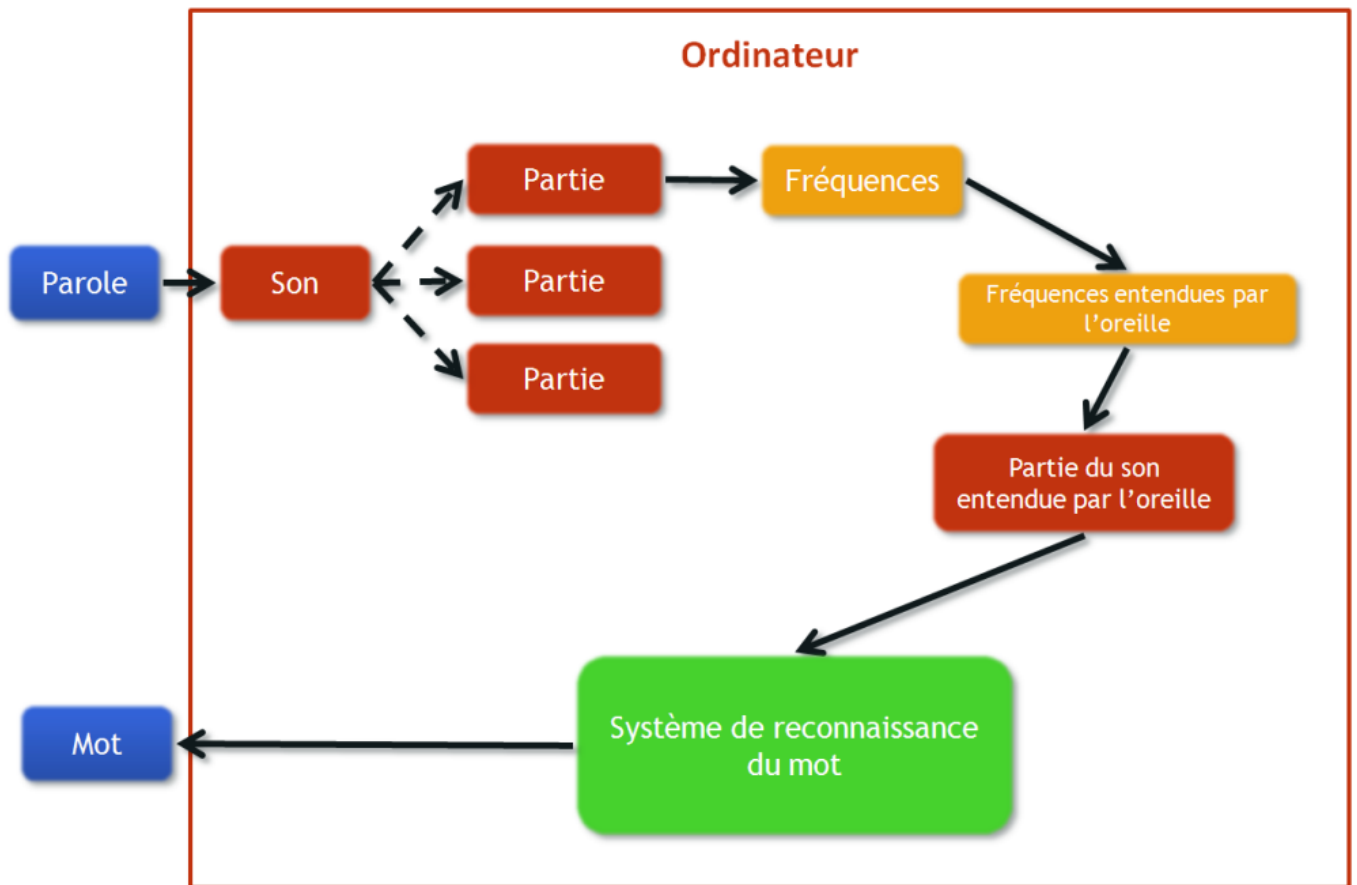 Ordinateur
Partie
Fréquences
Parole
Son
Partie
Fréquences entendues par
l’oreille
Partie
Partie du son
entendue par l’oreille
Système de reconnaissance
du mot
Mot